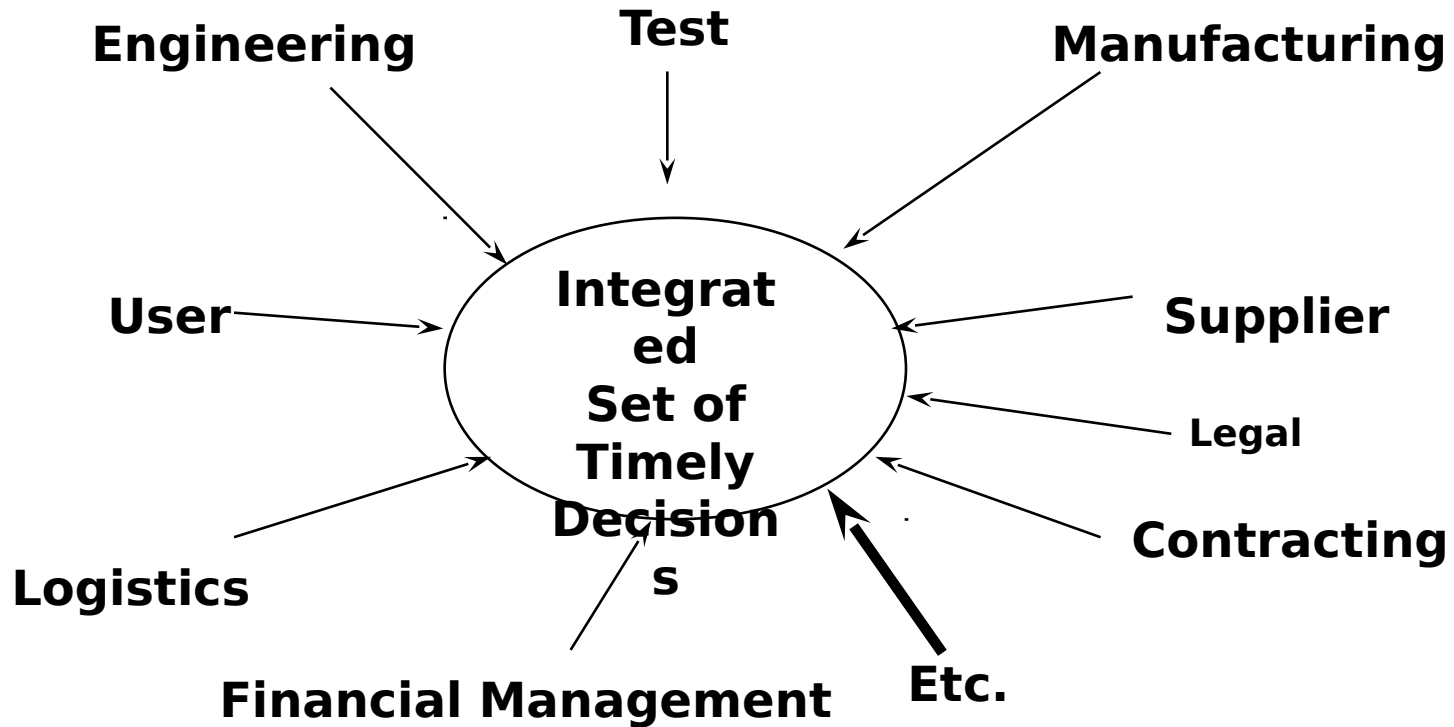 Engineering
Test
Manufacturing
User
Integrat
ed
Set of
Timely
Decision
s
Supplier
Legal
Contracting
Logistics
Financial Management
Etc.